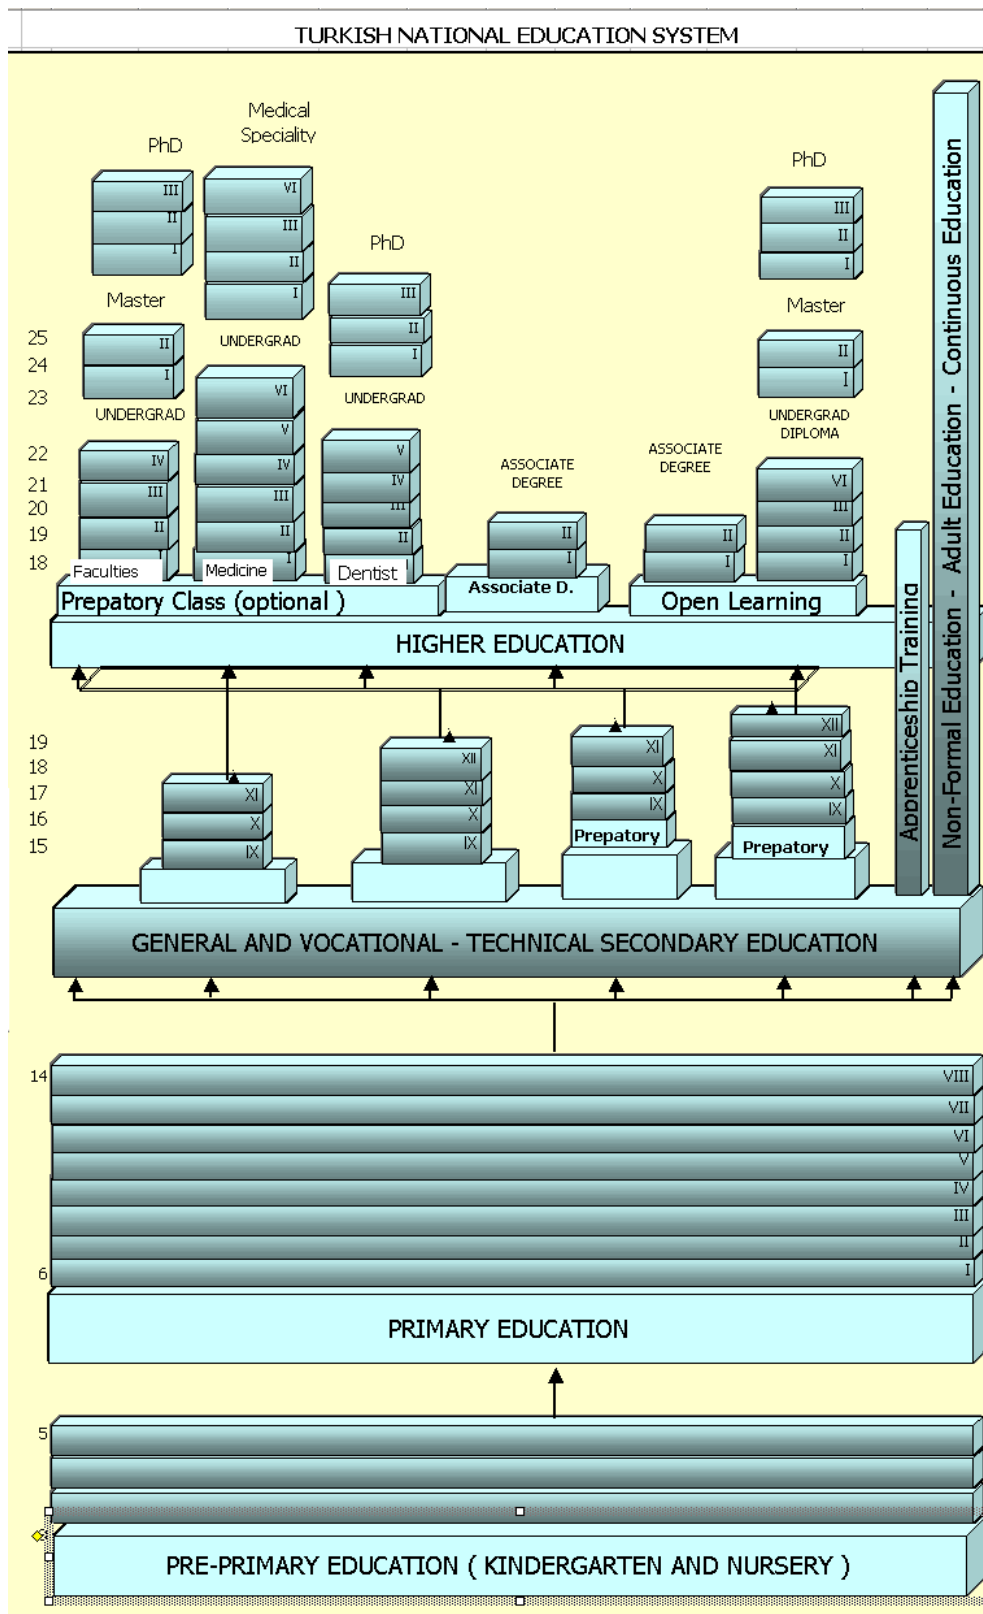 TURKISH NATIONAL EDUCATION SYSTEM
Medical
Speciality
PhD
PhD
PhD
VI
III
II
I
III
II
I
III
II
I
III
II
I
Master
Master
UNDERGRAD
25
24
23
II
I
II
I
UNDERGRAD
UNDERGRAD
UNDERGRAD
DIPLOMA
22
21
20
19
18
IV
III
II
I
VI
V
IV
III
II
I
V
IV
III
II
ASSOCIATE
DEGREE
II
I
ASSOCIATE
DEGREE
II
I
VI
III
II
I
Faculties
Medicine
Dentist
Prepatory Class (optional )
Associate D.
Open Learning
HIGHER EDUCATION
Apprenticeship Training
Non-Formal Education - Adult Education - Continuous Education
19
18
17
16
15
XI
X
IX
XII
XI
X
IX
XI
X
IX
Prepatory
XII
XI
X
IX
Prepatory
GENERAL AND VOCATIONAL - TECHNICAL SECONDARY EDUCATION
14
VIII
VII
VI
V
IV
III
II
6
I
PRIMARY EDUCATION
5
PRE-PRIMARY EDUCATION ( KINDERGARTEN AND NURSERY )